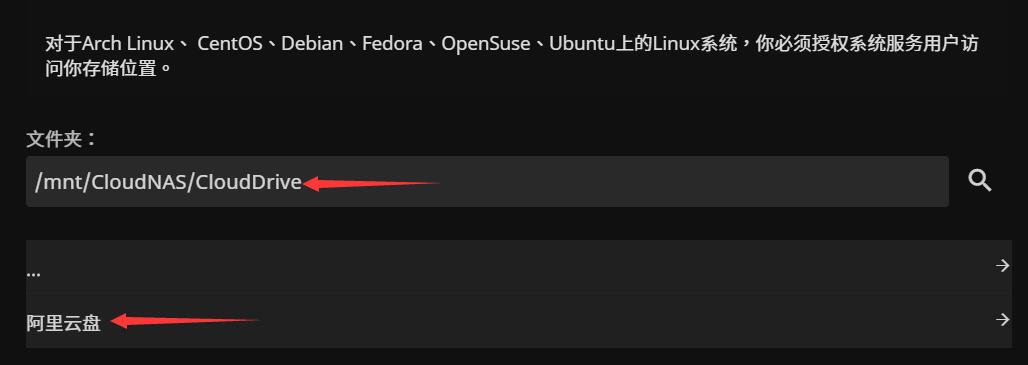 对于Arch Linux、 CentOS、Debian、Fedora、OpenSuse、Ubuntu上的Linux系统，你必须授权系统服务用户访
问你存储位置。
文件夹：
/mnt/CloudNAS/CloudDrive
...
阿里云盘